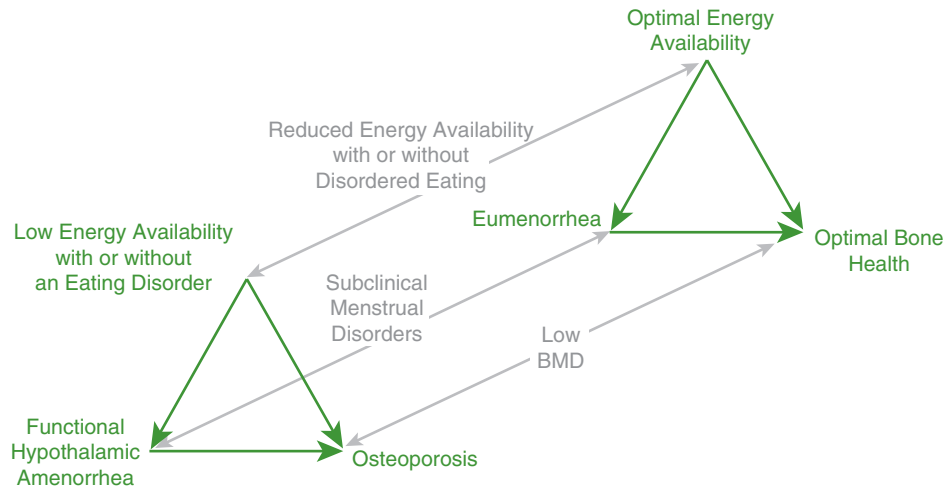 Optimal Energy
Availability
Reduced Energy Availability
with or without
Disordered Eating
Eumenorrhea
Optimal Bone
Health
Low Energy Availability
with or without
an Eating Disorder
Subclinical
Menstrual
Disorders
Low
BMD
Functional
Hypothalamic
Amenorrhea
Osteoporosis